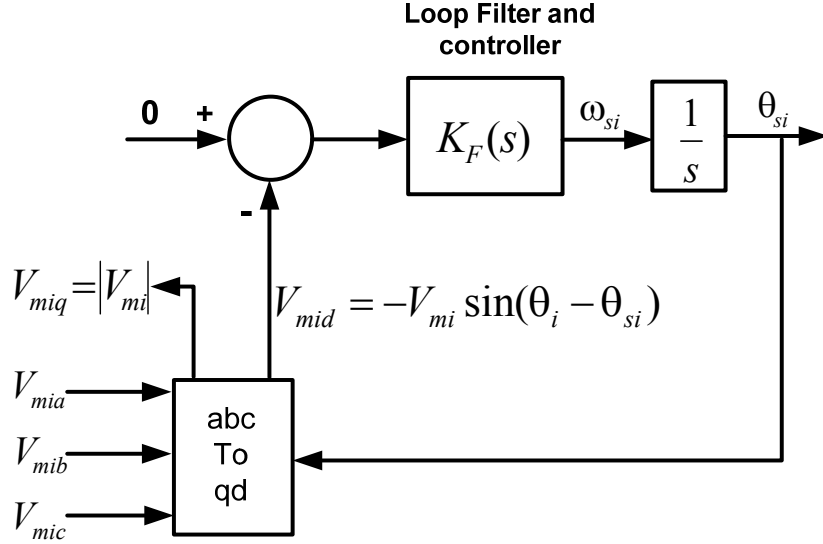 Loop Filter and
controller
0 +
K_F(s)
ω_si
1/s
θ_si
-
V_miq=|V_mi|
V_mid = −V_mi sin(θ_i − θ_si)
V_mia
V_mib
V_mic
abc
To
qd